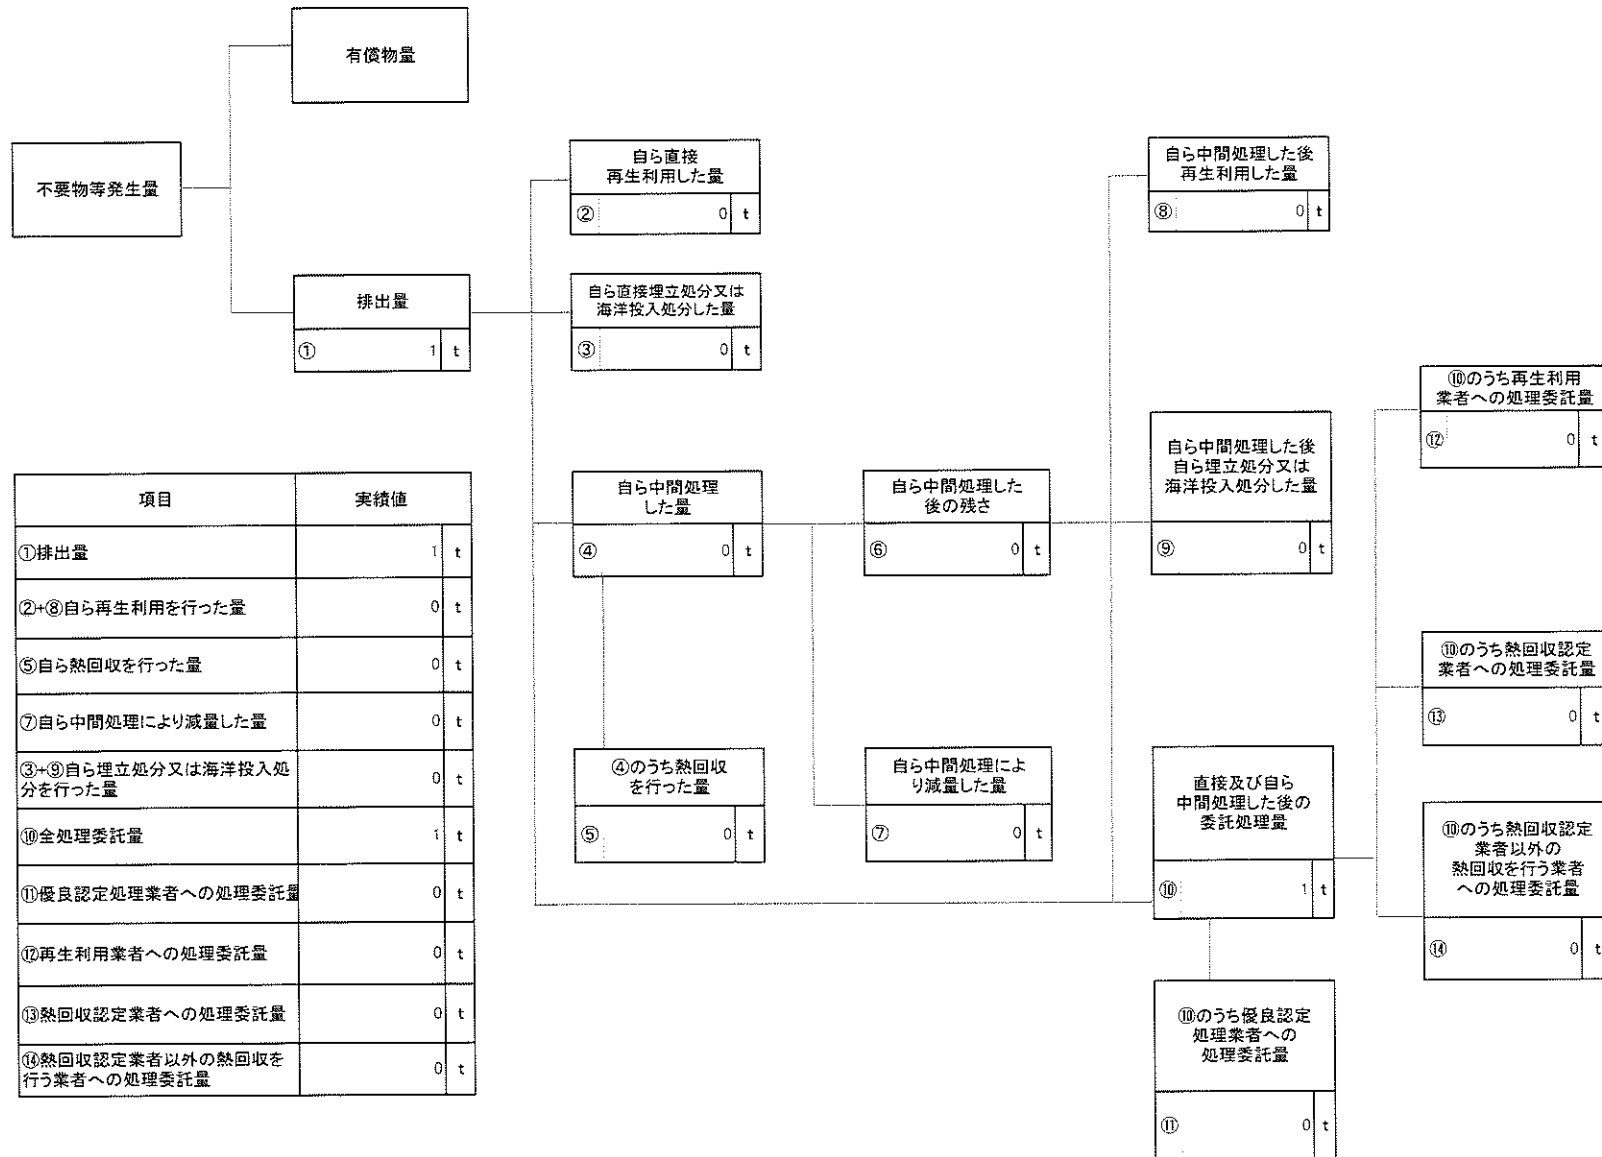 有償物量
不要物等発生量
排出量
① 1 t
自ら直接
再生利用した量
② 0 t
自ら直接埋立処分又は
海洋投入処分した量
③ 0 t
自ら中間処理
した量
④ 0 t
④のうち熱回収
を行った量
⑤ 0 t
自ら中間処理した
後の残さ
⑥ 0 t
自ら中間処理によ
り減量した量
⑦ 0 t
自ら中間処理した後
再生利用した量
⑧ 0 t
自ら中間処理した後
自ら埋立処分又は
海洋投入処分した量
⑨ 0 t
直接及び自ら
中間処理した後の
委託処理量
⑩ 1 t
⑩のうち優良認定
処理業者への
処理委託量
⑪ 0 t
⑩のうち再生利用
業者への処理委託量
⑫ 0 t
⑩のうち熱回収認定
業者への処理委託量
⑬ 0 t
⑩のうち熱回収認定
業者以外の
熱回収を行う業者
への処理委託量
⑭ 0 t
項目 実績値
①排出量 1 t
②+⑧自ら再生利用を行った量 0 t
⑤自ら熱回収を行った量 0 t
⑦自ら中間処理により減量した量 0 t
③+⑨自ら埋立処分又は海洋投入処
分を行った量 0 t
⑩全処理委託量 1 t
⑪優良認定処理業者への処理委託量 0 t
⑫再生利用業者への処理委託量 0 t
⑬熱回収認定業者への処理委託量 0 t
⑭熱回収認定業者以外の熱回収を
行う業者への処理委託量 0 t